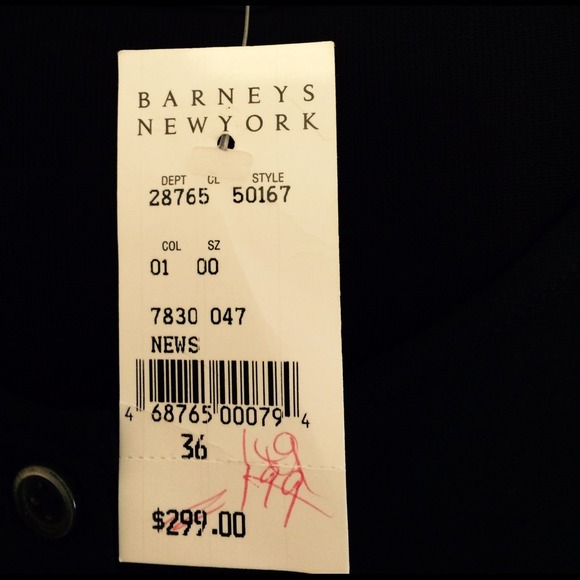 BARNEYS
NEWYORK
DEPT CL STYLE
28765 50167
COL SZ
01 00
7830 047
NEWS
4 68765 00079 4
36
149
199
$299.00